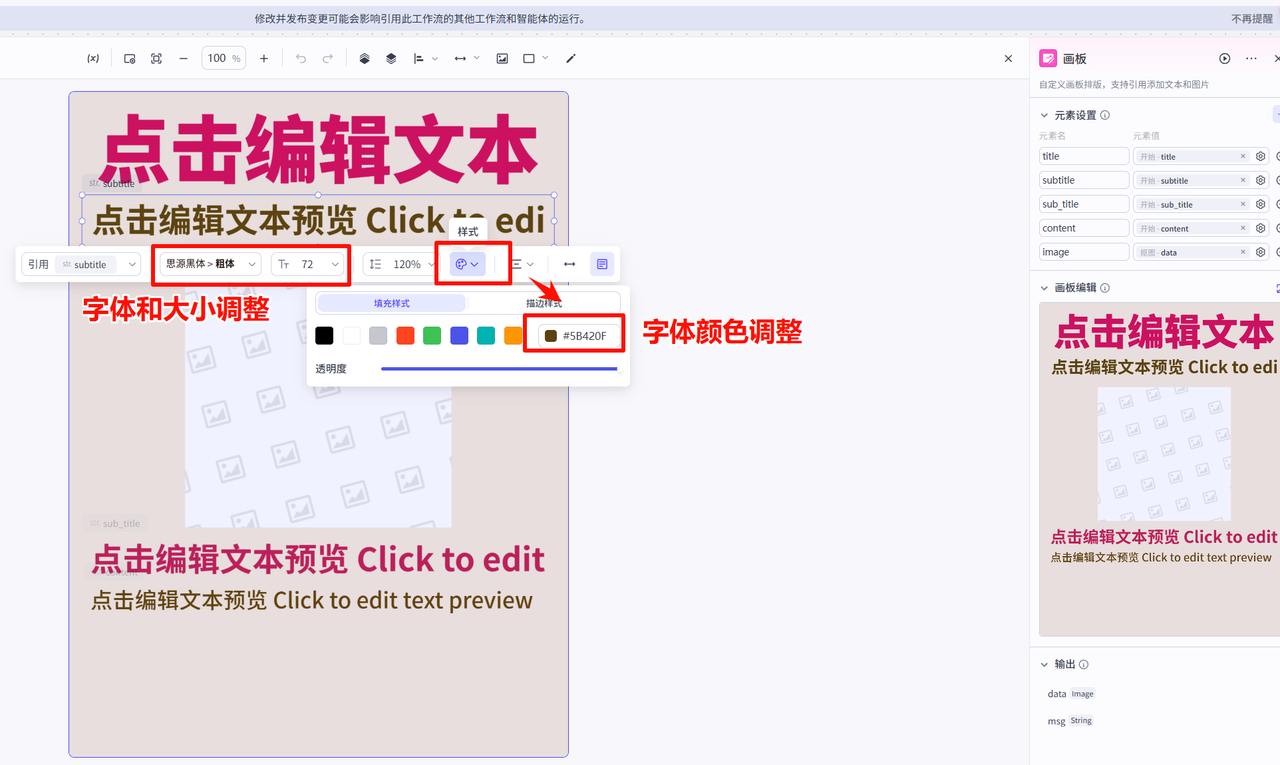 修改并发布变更可能会影响引用此工作流的其他工作流和智能体的运行。
不再提醒
(x)
100 %
点击编辑文本
str. subtitle
点击编辑文本预览 Click to edi
样式
引用 str. subtitle
思源黑体 > 粗体
TT 72
120%
字体和大小调整
填充样式
描边样式
#5B420F
字体颜色调整
透明度
str. sub_title
点击编辑文本预览 Click to edit
content
点击编辑文本预览 Click to edit text preview
画板
自定义画板排版，支持引用添加文本和图片
元素设置
元素名 元素值
title 开始 · title
subtitle 开始 · subtitle
sub_title 开始 · sub_title
content 开始 · content
image 抠图 · data
画板编辑
点击编辑文本
点击编辑文本预览 Click to edi
点击编辑文本预览 Click to edit
点击编辑文本预览 Click to edit text preview
输出
data Image
msg String